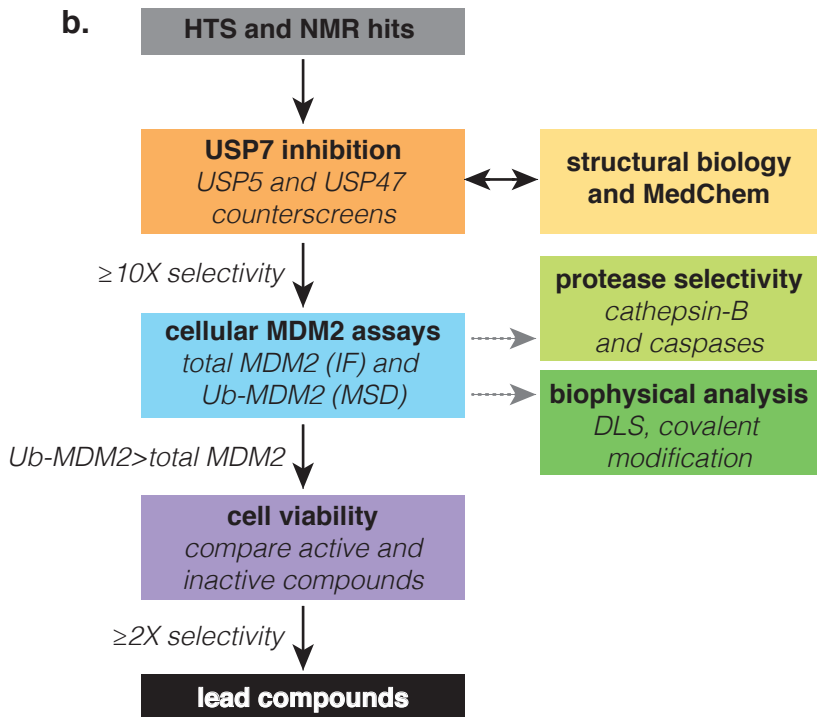 b.
HTS and NMR hits
USP7 inhibition
USP5 and USP47
counterscreens
structural biology
and MedChem
≥10X selectivity
cellular MDM2 assays
total MDM2 (IF) and
Ub-MDM2 (MSD)
protease selectivity
cathepsin-B
and caspases
biophysical analysis
DLS, covalent
modification
Ub-MDM2>total MDM2
cell viability
compare active and
inactive compounds
≥2X selectivity
lead compounds